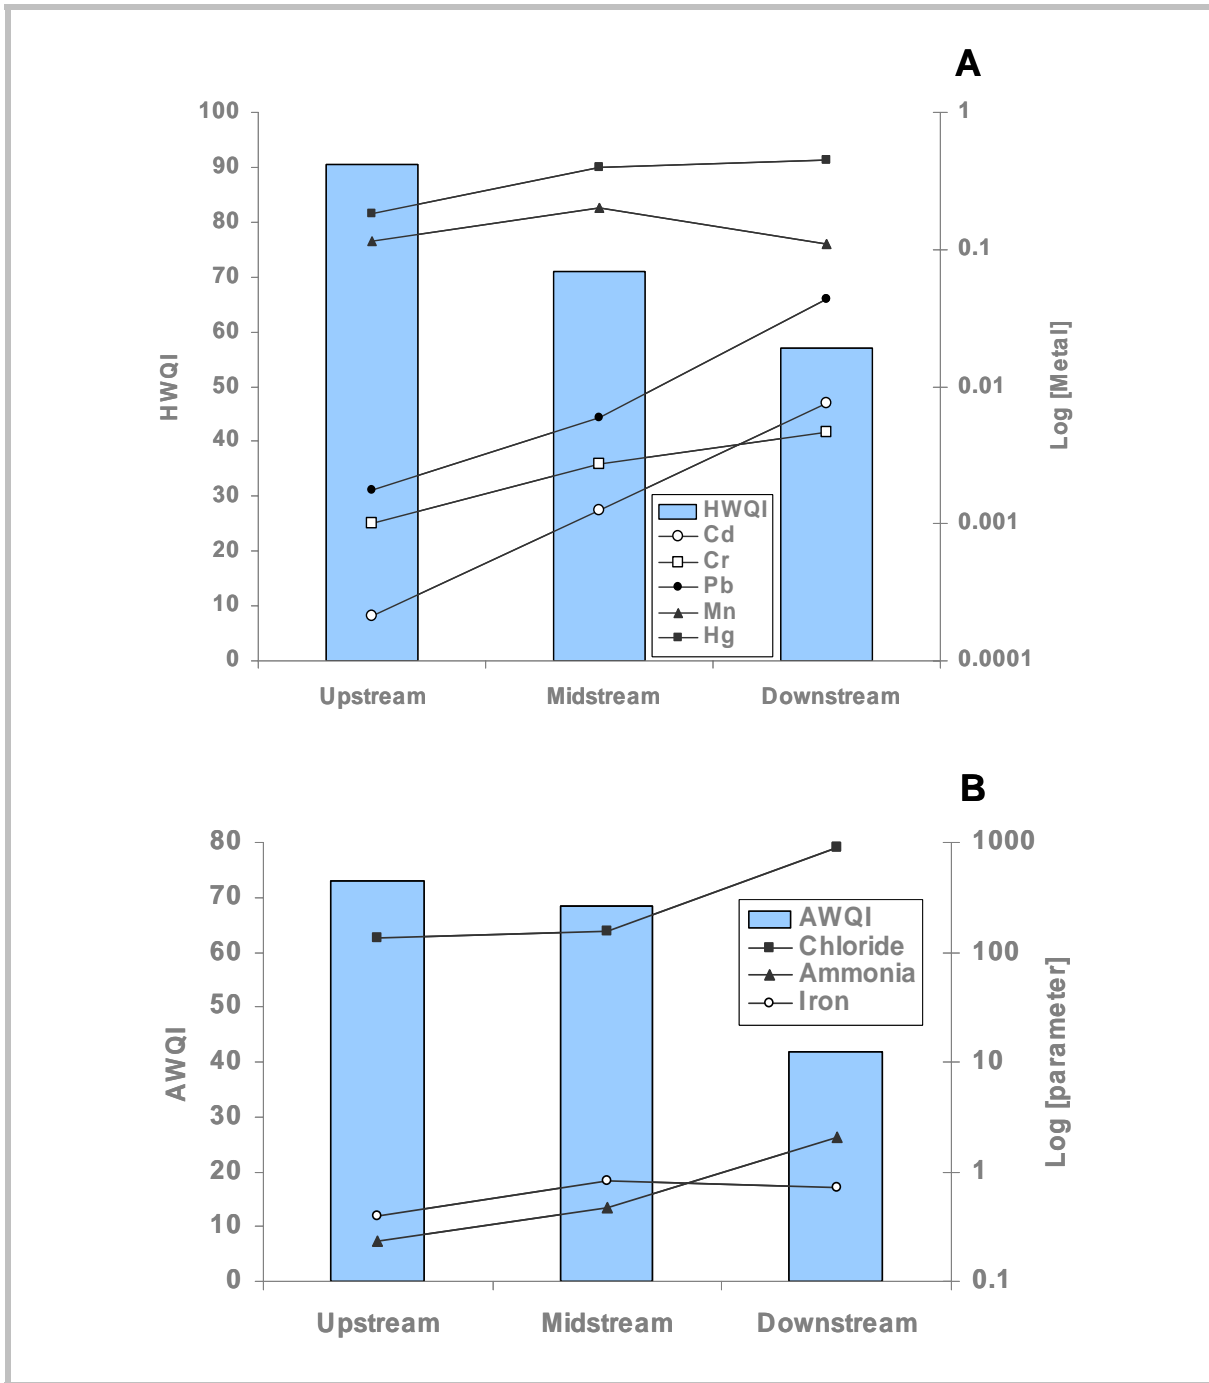 A
100
90
80
70
60
50
40
30
20
10
0
HWQI
1
0.1
0.01
0.001
0.0001
Log [Metal]
HWQI
Cd
Cr
Pb
Mn
Hg
Upstream Midstream Downstream
B
80
70
60
50
40
30
20
10
0
AWQI
1000
100
10
1
0.1
Log [parameter]
AWQI
Chloride
Ammonia
Iron
Upstream Midstream Downstream